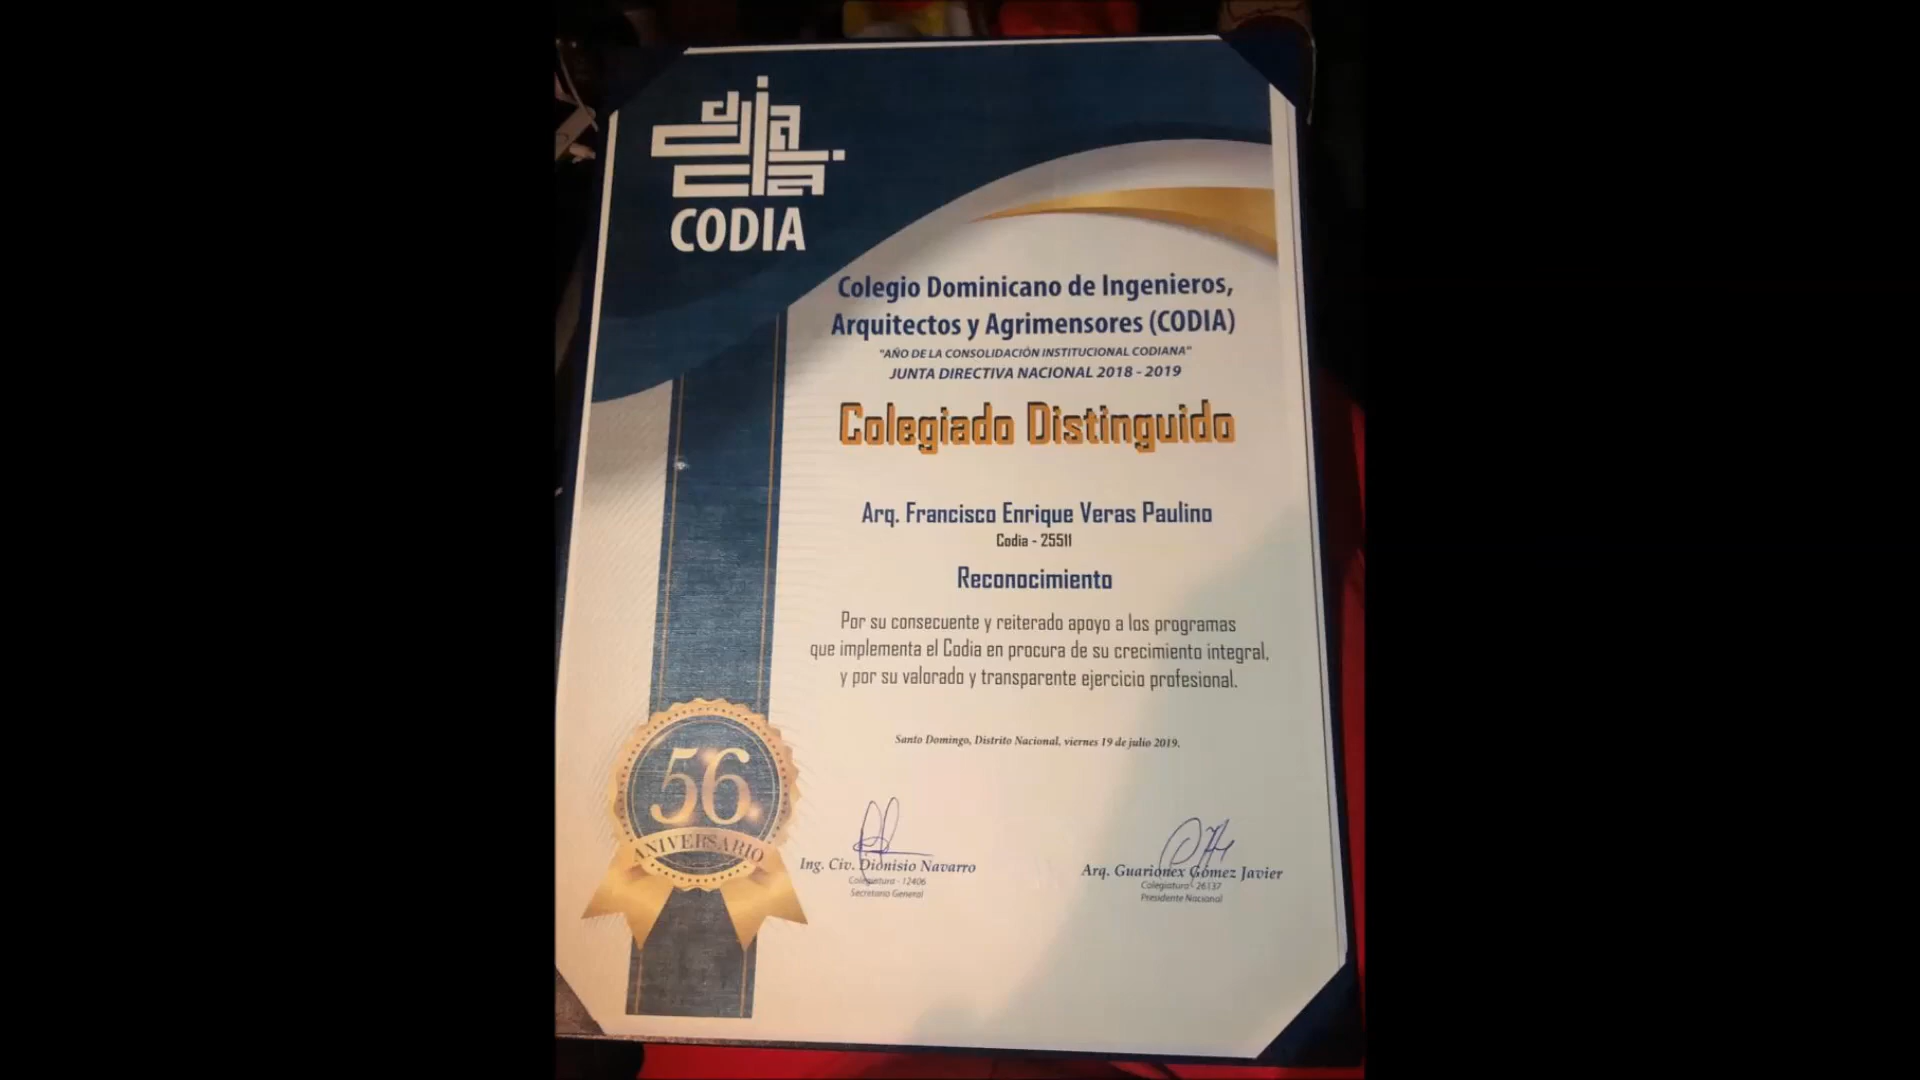 CODIA
Colegio Dominicano de Ingenieros,
Arquitectos y Agrimensores (CODIA)
"AÑO DE LA CONSOLIDACIÓN INSTITUCIONAL CODIANA"
JUNTA DIRECTIVA NACIONAL 2018 - 2019
Colegiado Distinguido
Arq. Francisco Enrique Veras Paulino
Codia - 25511
Reconocimiento
Por su consecuente y reiterado apoyo a los programas
que implementa el Codia en procura de su crecimiento integral,
y por su valorado y transparente ejercicio profesional.
Santo Domingo, Distrito Nacional, viernes 19 de julio 2019.
56
ANIVERSARIO
Ing. Civ. Dionisio Navarro
Colegiatura - 12406
Secretario General
Arq. Guarionex Gómez Javier
Colegiatura - 26137
Presidente Nacional